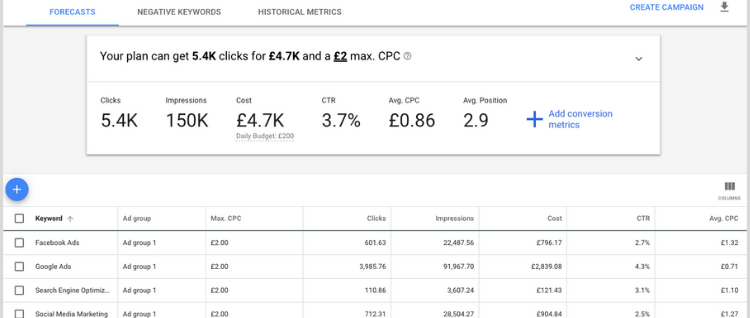 FORECASTS NEGATIVE KEYWORDS HISTORICAL METRICS CREATE CAMPAIGN
Your plan can get 5.4K clicks for £4.7K and a £2 max. CPC
Clicks Impressions Cost CTR Avg. CPC Avg. Position
5.4K 150K £4.7K 3.7% £0.86 2.9 + Add conversion metrics
Daily Budget: £200
COLUMNS
Keyword Ad group Max. CPC Clicks Impressions Cost CTR Avg. CPC
Facebook Ads Ad group 1 £2.00 601.63 22,487.56 £796.17 2.7% £1.32
Google Ads Ad group 1 £2.00 3,985.76 91,967.70 £2,839.08 4.3% £0.71
Search Engine Optimiz... Ad group 1 £2.00 110.86 3,607.24 £121.43 3.1% £1.10
Social Media Marketing Ad group 1 £2.00 712.31 28,504.27 £904.84 2.5% £1.27